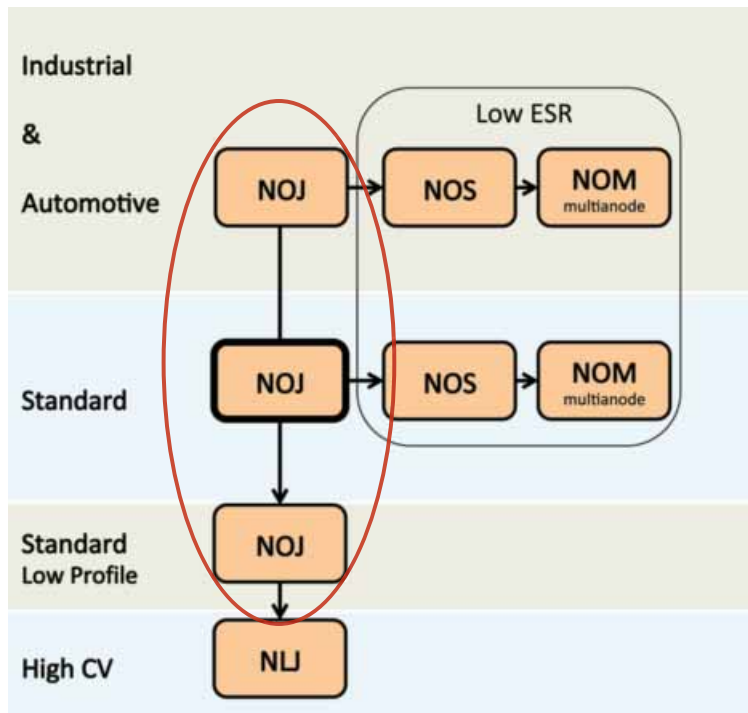 Industrial
&
Automotive
Low ESR
NOJ
NOS
NOM
multianode
Standard
NOJ
NOS
NOM
multianode
Standard
Low Profile
NOJ
High CV
NLJ